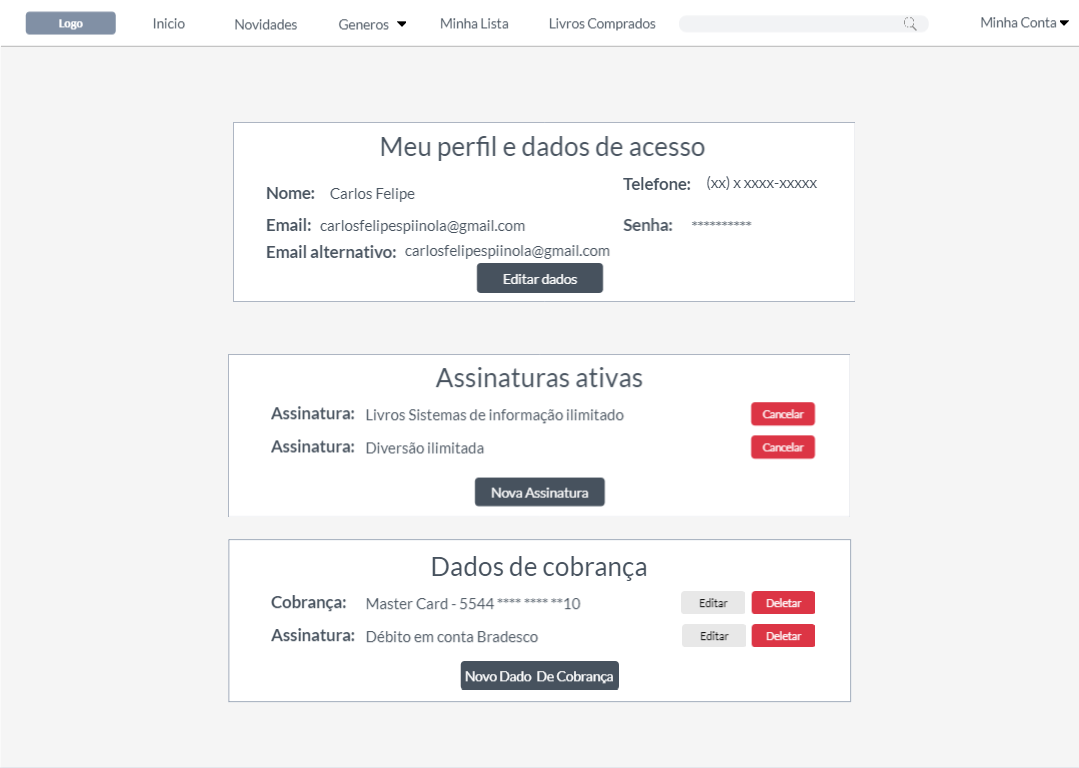 Logo Inicio Novidades Generos Minha Lista Livros Comprados Minha Conta
Meu perfil e dados de acesso
Nome: Carlos Felipe Telefone: (xx) x xxxx-xxxxx
Email: carlosfelipespiinola@gmail.com Senha: **********
Email alternativo: carlosfelipespiinola@gmail.com
Editar dados
Assinaturas ativas
Assinatura: Livros Sistemas de informação ilimitado Cancelar
Assinatura: Diversão ilimitada Cancelar
Nova Assinatura
Dados de cobrança
Cobrança: Master Card - 5544 **** **** **10 Editar Deletar
Assinatura: Débito em conta Bradesco Editar Deletar
Novo Dado De Cobrança